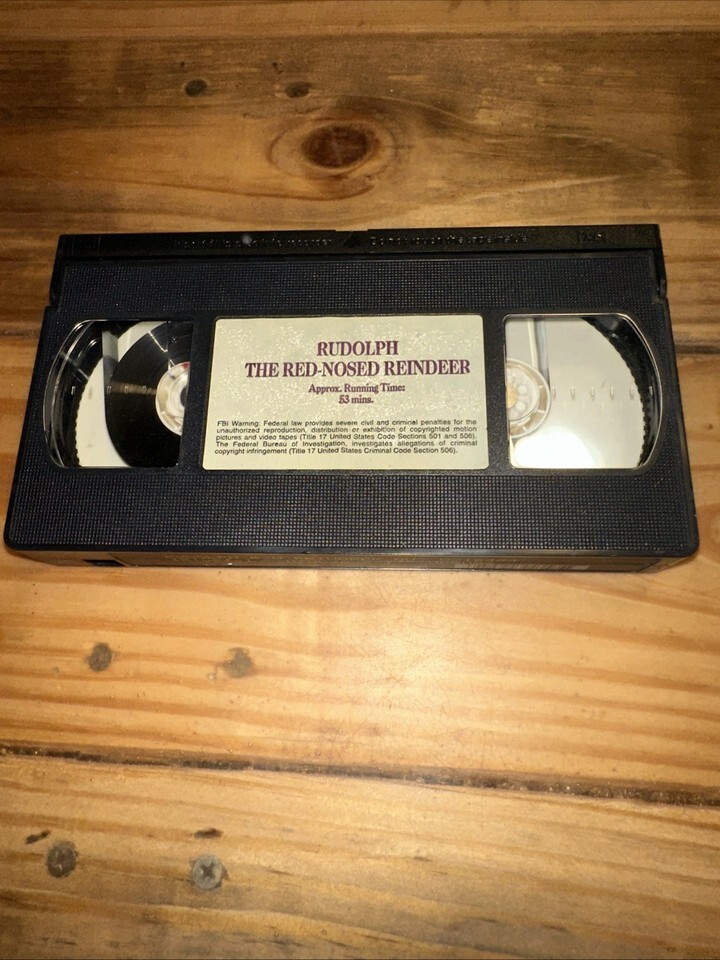 RUDOLPH
THE RED-NOSED REINDEER
Approx. Running Time:
53 mins.
FBI Warning: Federal law provides severe civil and criminal penalties for the
unauthorized reproduction, distribution or exhibition of copyrighted motion
pictures and video tapes (Title 17 United States Code Sections 501 and 506).
The Federal Bureau of Investigation, investigates allegations of criminal
copyright infringement (Title 17 United States Criminal Code Section 506).